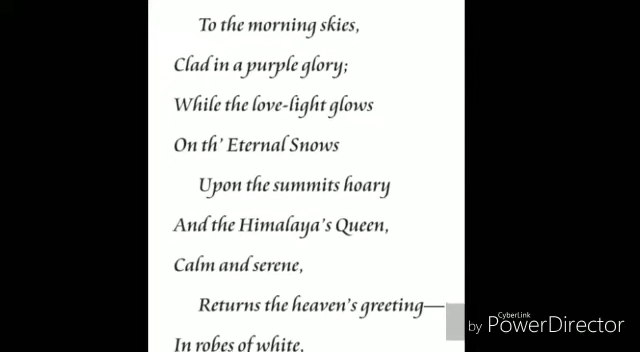 To the morning skies,
Clad in a purple glory;
While the love-light glows
On th' Eternal Snows
Upon the summits hoary
And the Himalaya's Queen,
Calm and serene,
Returns the heaven's greeting—
In robes of white,
by CyberLink PowerDirector